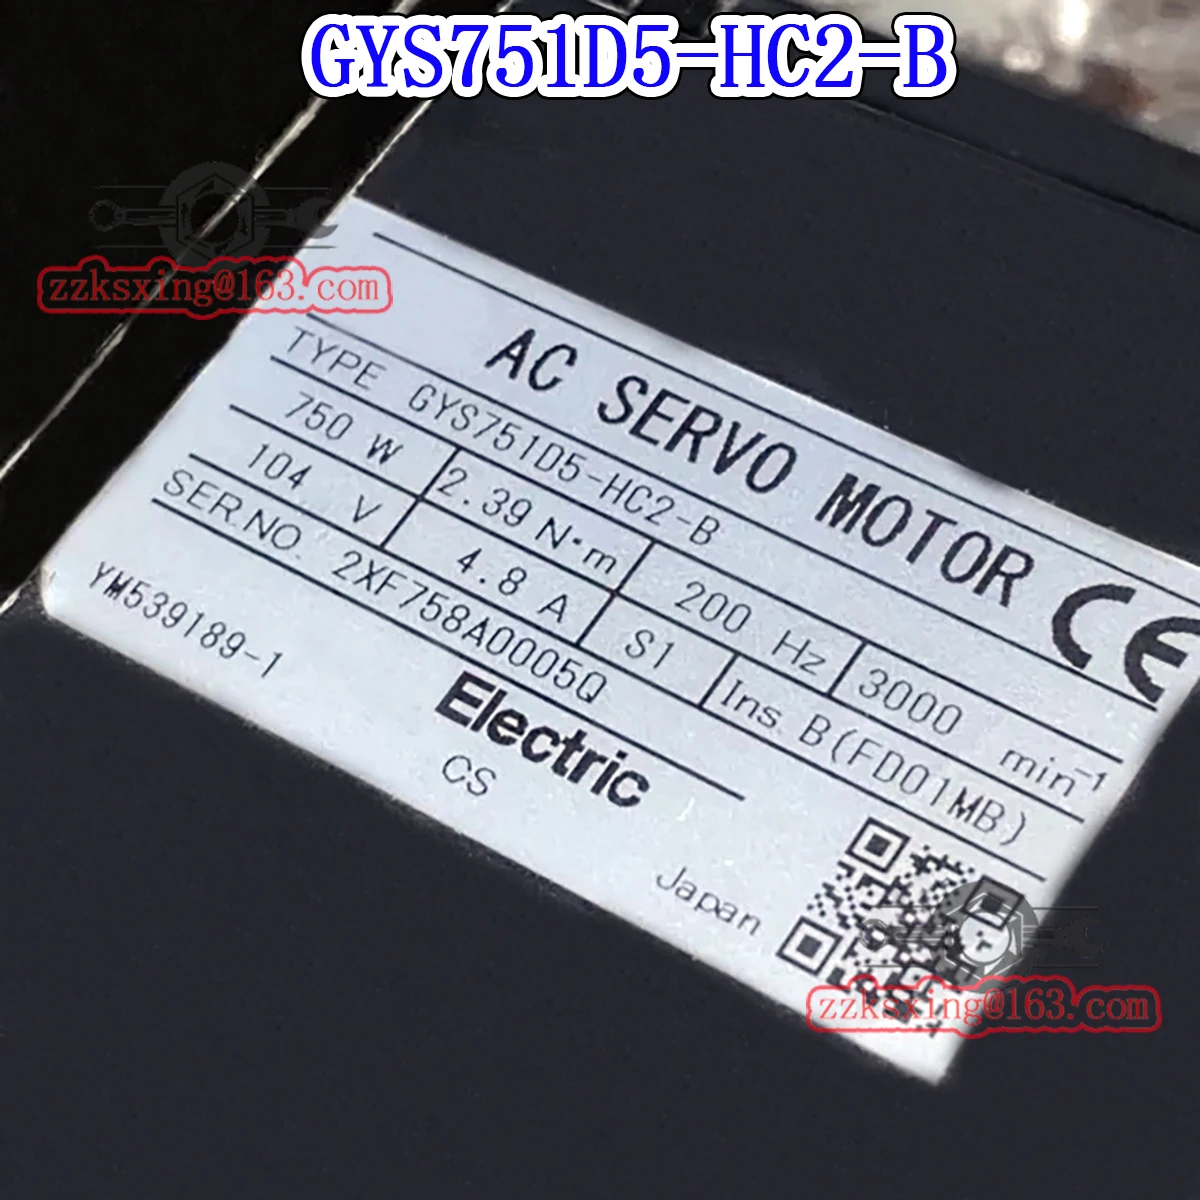 GYS751D5-HC2-B
zzksxing@163.com
AC SERVO MOTOR
TYPE GYS751D5-HC2-B
750 W 2.39 N·m 200 Hz 3000 min⁻¹
104 V 4.8 A S1 Ins. B(FD01MB)
SER.NO. 2XF758A0005Q
YM539189-1
Electric
CS
Japan
CE
zzksxing@163.com